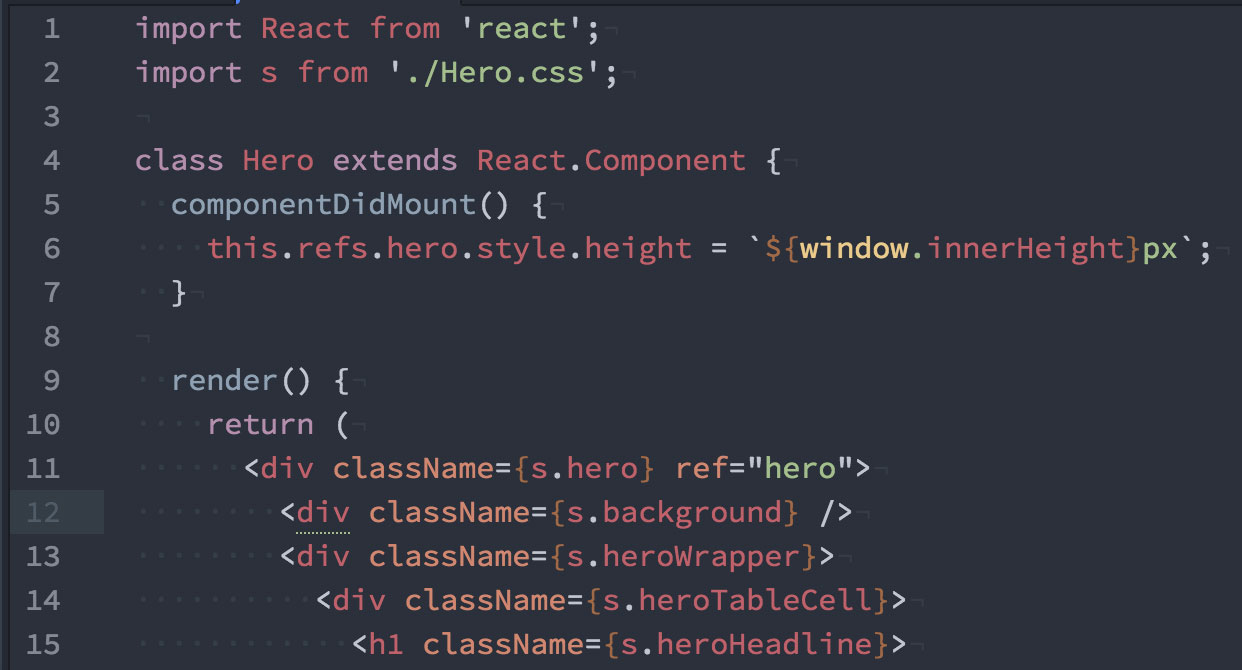 1 import React from 'react';
2 import s from './Hero.css';
3
4 class Hero extends React.Component {
5   componentDidMount() {
6     this.refs.hero.style.height = `${window.innerHeight}px`;
7   }
8
9   render() {
10     return (
11       <div className={s.hero} ref="hero">
12         <div className={s.background} />
13         <div className={s.heroWrapper}>
14           <div className={s.heroTableCell}>
15             <h1 className={s.heroHeadline}>